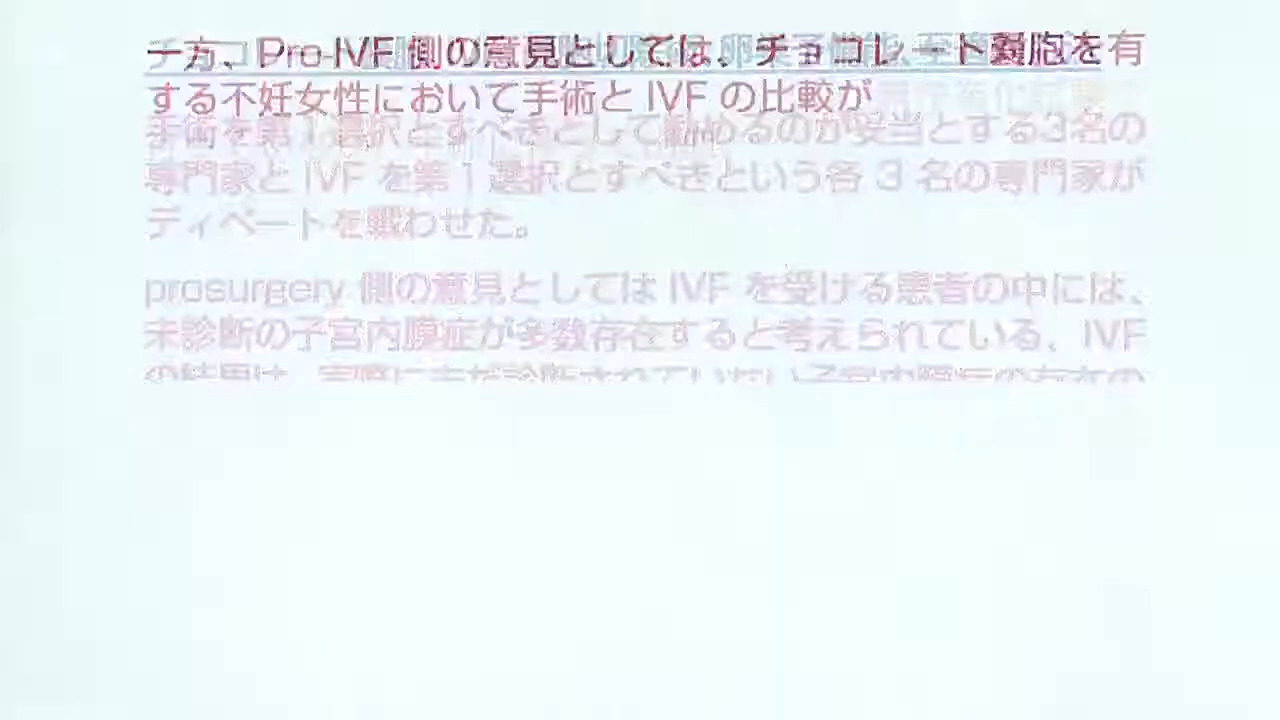 一方、Pro-IVF 側の意見としては、チョコレート嚢胞を有
する不妊女性において手術と IVF の比較が
手術を第1選択とすべきとして勧めるのが妥当とする3名の
専門家と IVF を第 1 選択とすべきという各 3 名の専門家が
ディベートを戦わせた。
prosurgery 側の意見としては IVF を受ける患者の中には、
未診断の子宮内膜症が多数存在すると考えられている、IVF